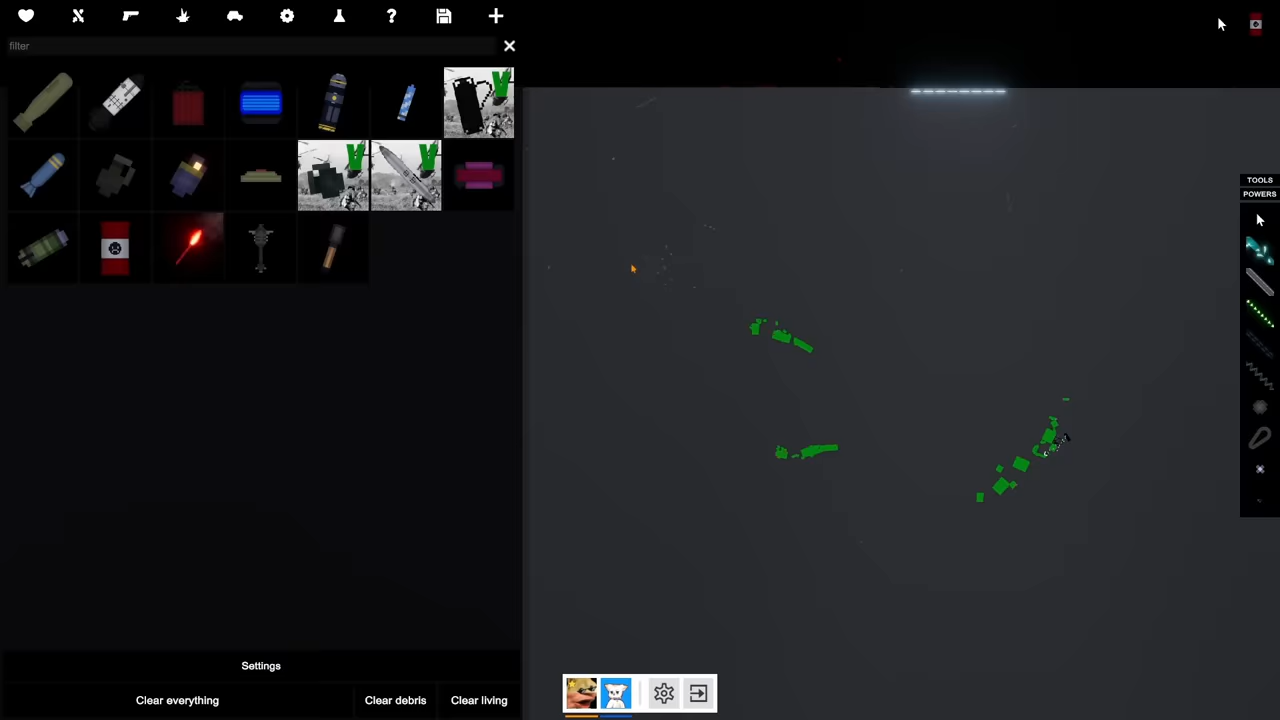 filter
TOOLS
POWERS
V
V
V
Settings
Clear everything
Clear debris
Clear living